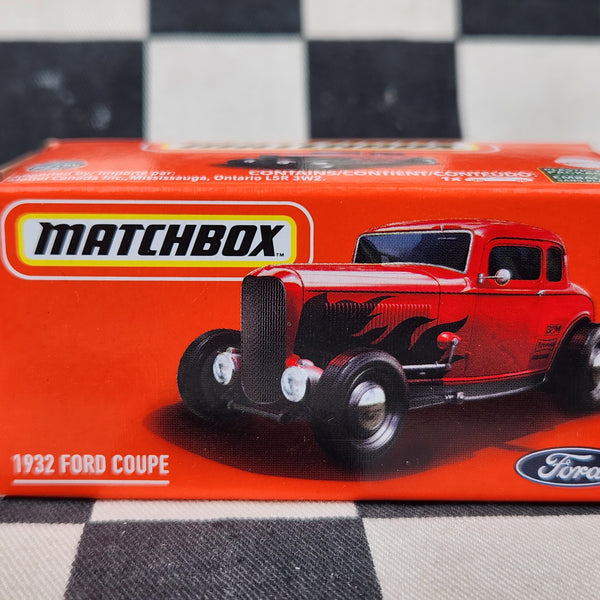 Imported by/Importé par:
Mattel Canada Inc., Mississauga, Ontario L5R 3W2.
CONTAINS/CONTIENT/CONTEÚDO:
1x
MATCHBOX
1932 FORD COUPE
Ford